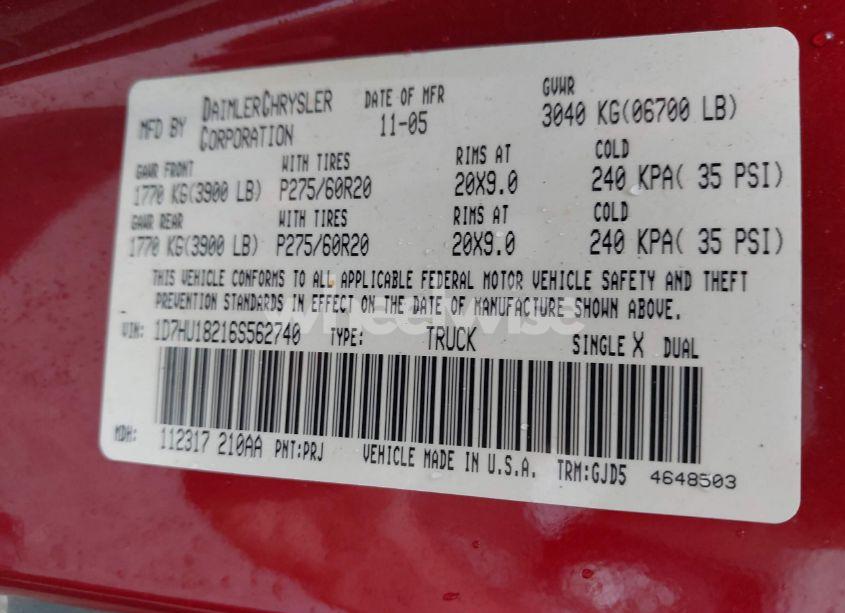 MFD BY DAIMLERCHRYSLER CORPORATION DATE OF MFR 11-05 GVWR 3040 KG(06700 LB)
GAWR FRONT WITH TIRES RIMS AT COLD
1770 KG(3900 LB) P275/60R20 20X9.0 240 KPA( 35 PSI)
GAWR REAR WITH TIRES RIMS AT COLD
1770 KG(3900 LB) P275/60R20 20X9.0 240 KPA( 35 PSI)
THIS VEHICLE CONFORMS TO ALL APPLICABLE FEDERAL MOTOR VEHICLE SAFETY AND THEFT
PREVENTION STANDARDS IN EFFECT ON THE DATE OF MANUFACTURE SHOWN ABOVE.
VIN: 1D7HU18216S562740 TYPE: TRUCK SINGLE X DUAL
MDH: 112317 210AA PNT:PRJ VEHICLE MADE IN U.S.A. TRM:GJD5 4648503
wheelwise